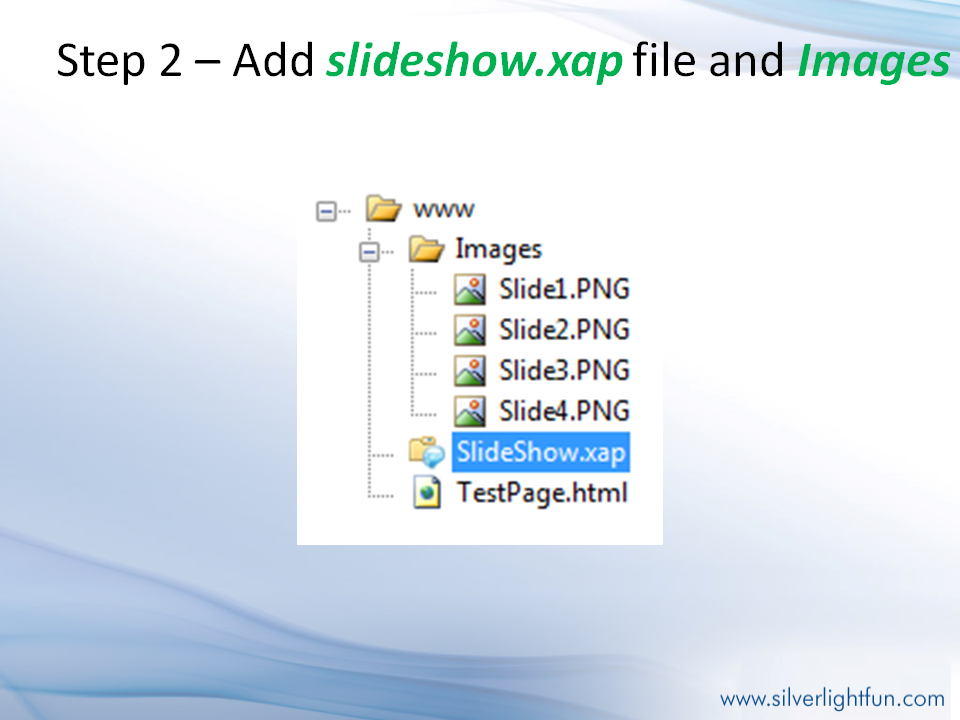 Step 2 – Add slideshow.xap file and Images
www
Images
Slide1.PNG
Slide2.PNG
Slide3.PNG
Slide4.PNG
SlideShow.xap
TestPage.html
www.silverlightfun.com